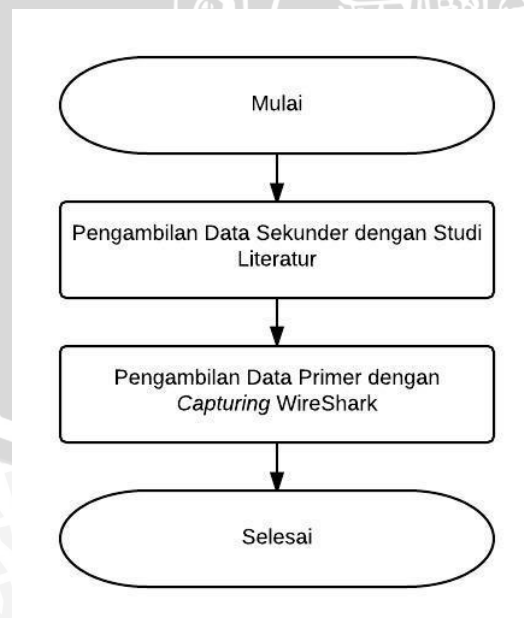 Mulai
Pengambilan Data Sekunder dengan Studi
Literatur
Pengambilan Data Primer dengan
Capturing WireShark
Selesai